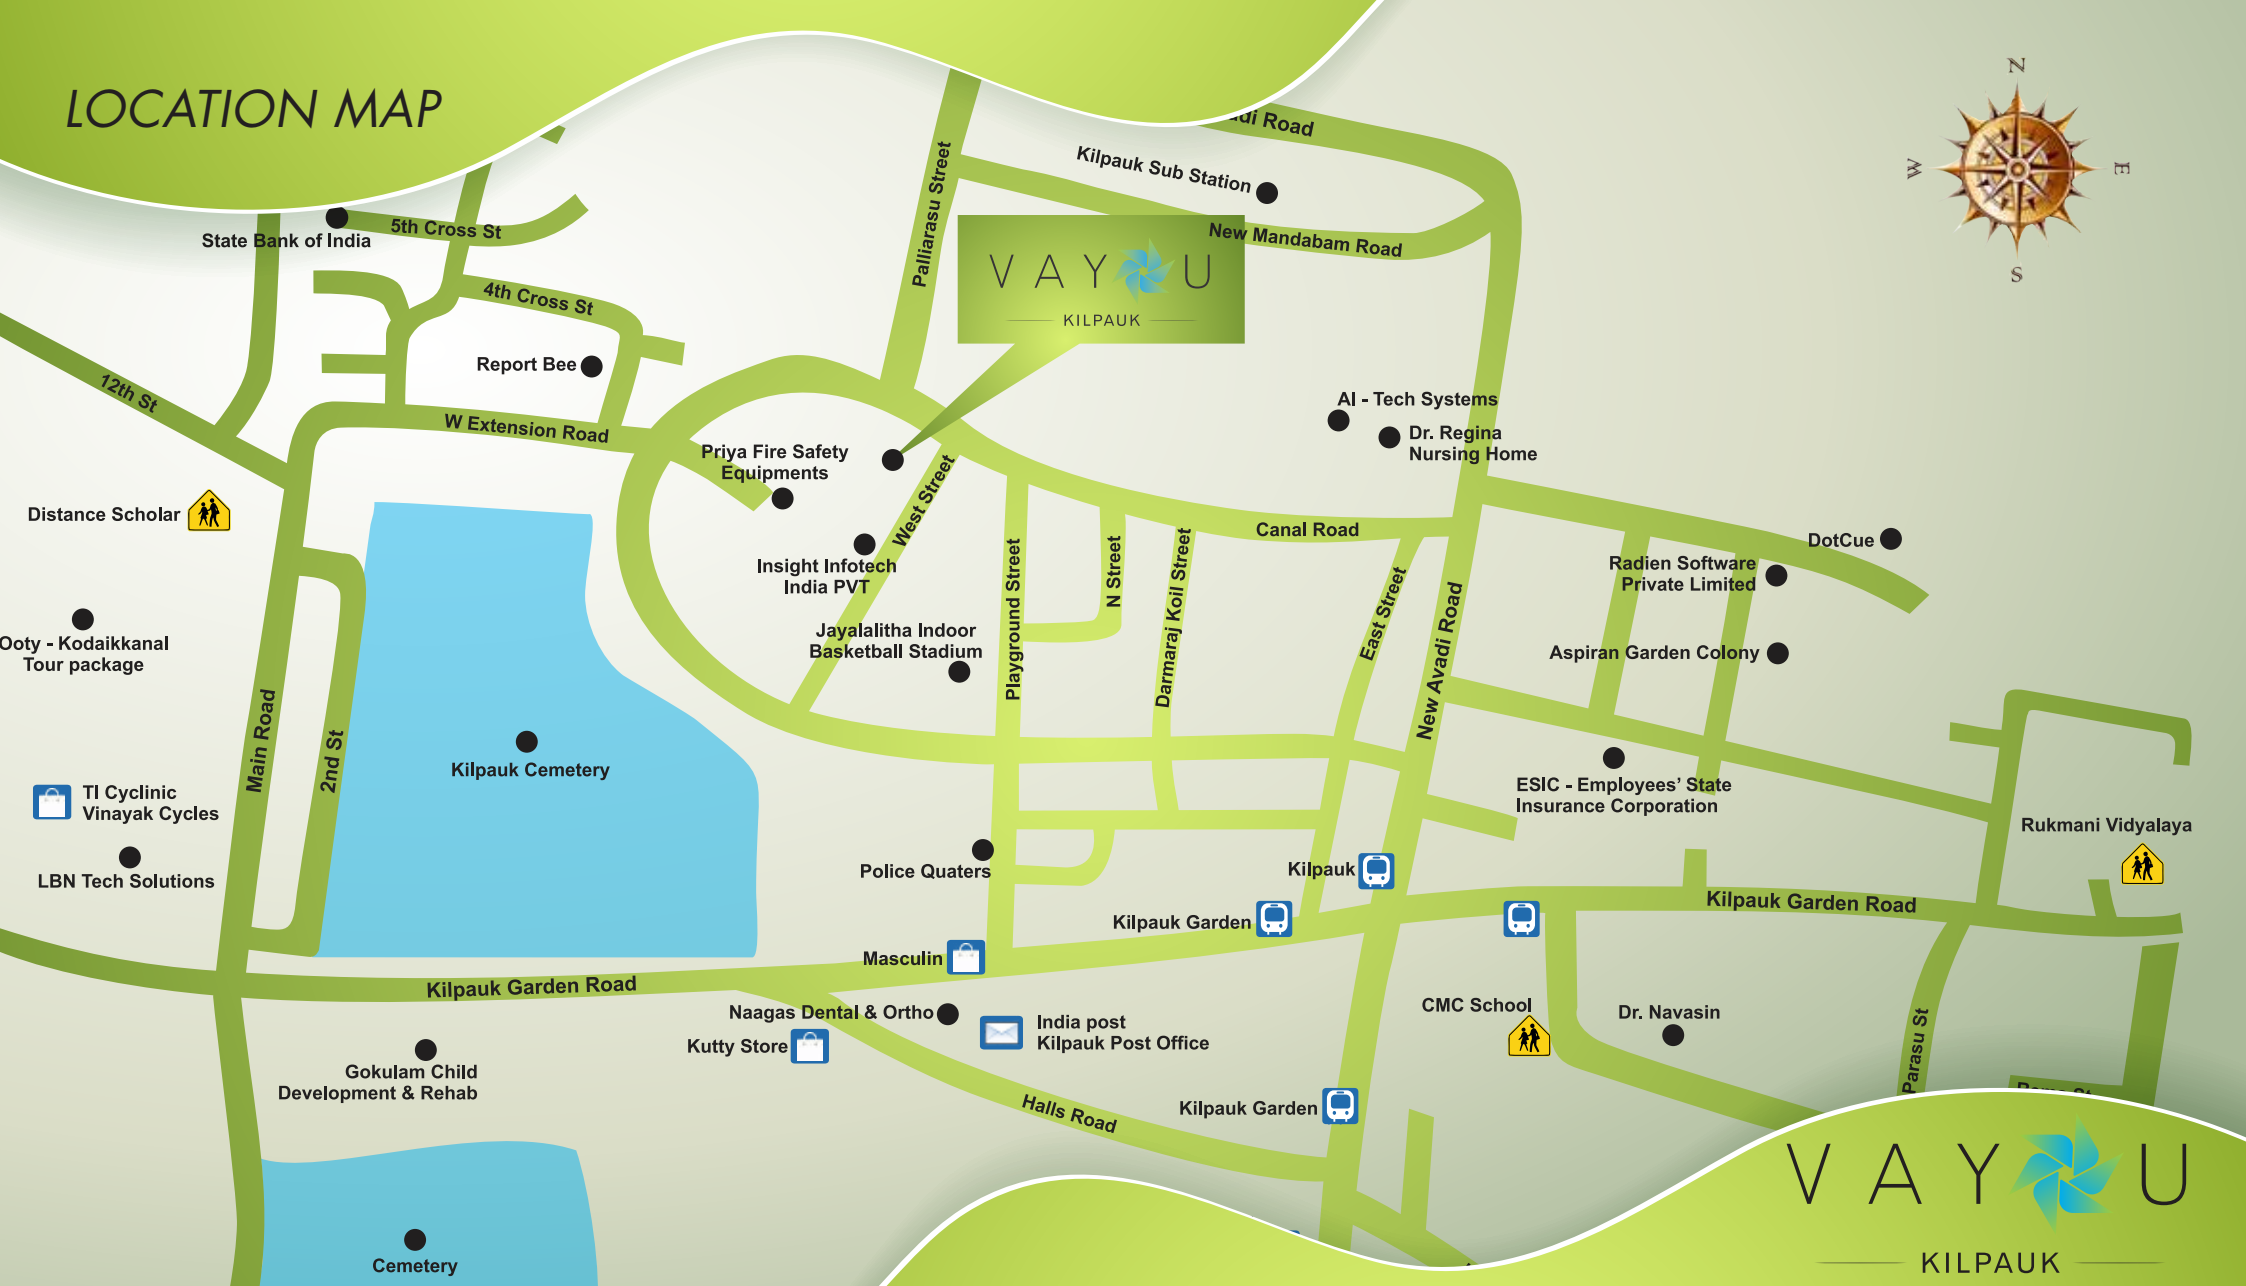 LOCATION MAP
N
W
E
S
di Road
Kilpauk Sub Station
New Mandabam Road
Palliarasu Street
VAYU
KILPAUK
State Bank of India
5th Cross St
4th Cross St
Report Bee
12th St
W Extension Road
Priya Fire Safety
Equipments
West Street
AI - Tech Systems
Dr. Regina
Nursing Home
Distance Scholar
Insight Infotech
India PVT
Canal Road
DotCue
Radien Software
Private Limited
Playground Street
N Street
Darmaraj Koil Street
East Street
New Avadi Road
Ooty - Kodaikkanal
Tour package
Jayalalitha Indoor
Basketball Stadium
Aspiran Garden Colony
Main Road
2nd St
Kilpauk Cemetery
TI Cyclinic
Vinayak Cycles
ESIC - Employees’ State
Insurance Corporation
Rukmani Vidyalaya
LBN Tech Solutions
Police Quaters
Kilpauk
Kilpauk Garden
Kilpauk Garden Road
Masculin
Kilpauk Garden Road
Naagas Dental & Ortho
Kutty Store
India post
Kilpauk Post Office
CMC School
Dr. Navasin
Parasu St
Gokulam Child
Development & Rehab
Halls Road
Kilpauk Garden
Cemetery
VAYU
KILPAUK